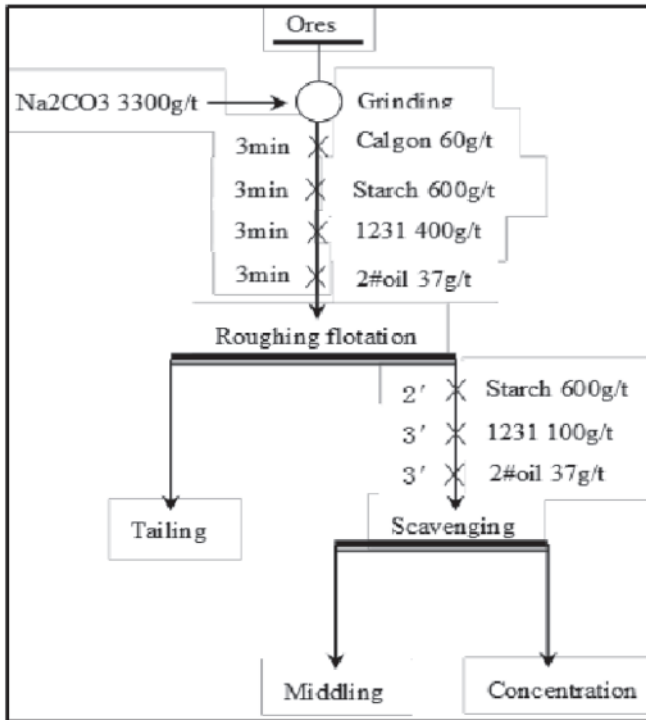 Ores
Na2CO3 3300g/t
Grinding
3min Calgon 60g/t
3min Starch 600g/t
3min 1231 400g/t
3min 2#oil 37g/t
Roughing flotation
2′ Starch 600g/t
3′ 1231 100g/t
3′ 2#oil 37g/t
Tailing
Scavenging
Middling
Concentration